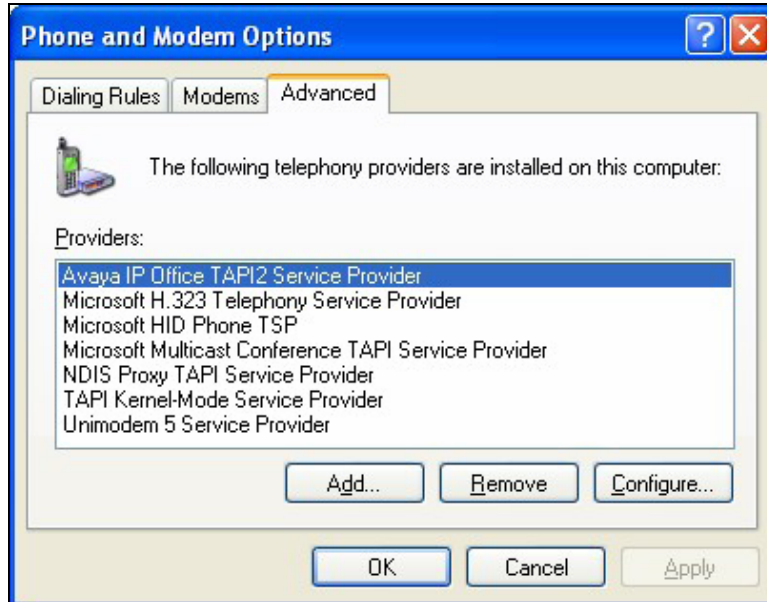 Phone and Modem Options
Dialing Rules Modems Advanced
The following telephony providers are installed on this computer:
Providers:
Avaya IP Office TAPI2 Service Provider
Microsoft H.323 Telephony Service Provider
Microsoft HID Phone TSP
Microsoft Multicast Conference TAPI Service Provider
NDIS Proxy TAPI Service Provider
TAPI Kernel-Mode Service Provider
Unimodem 5 Service Provider
Add... Remove Configure...
OK Cancel Apply